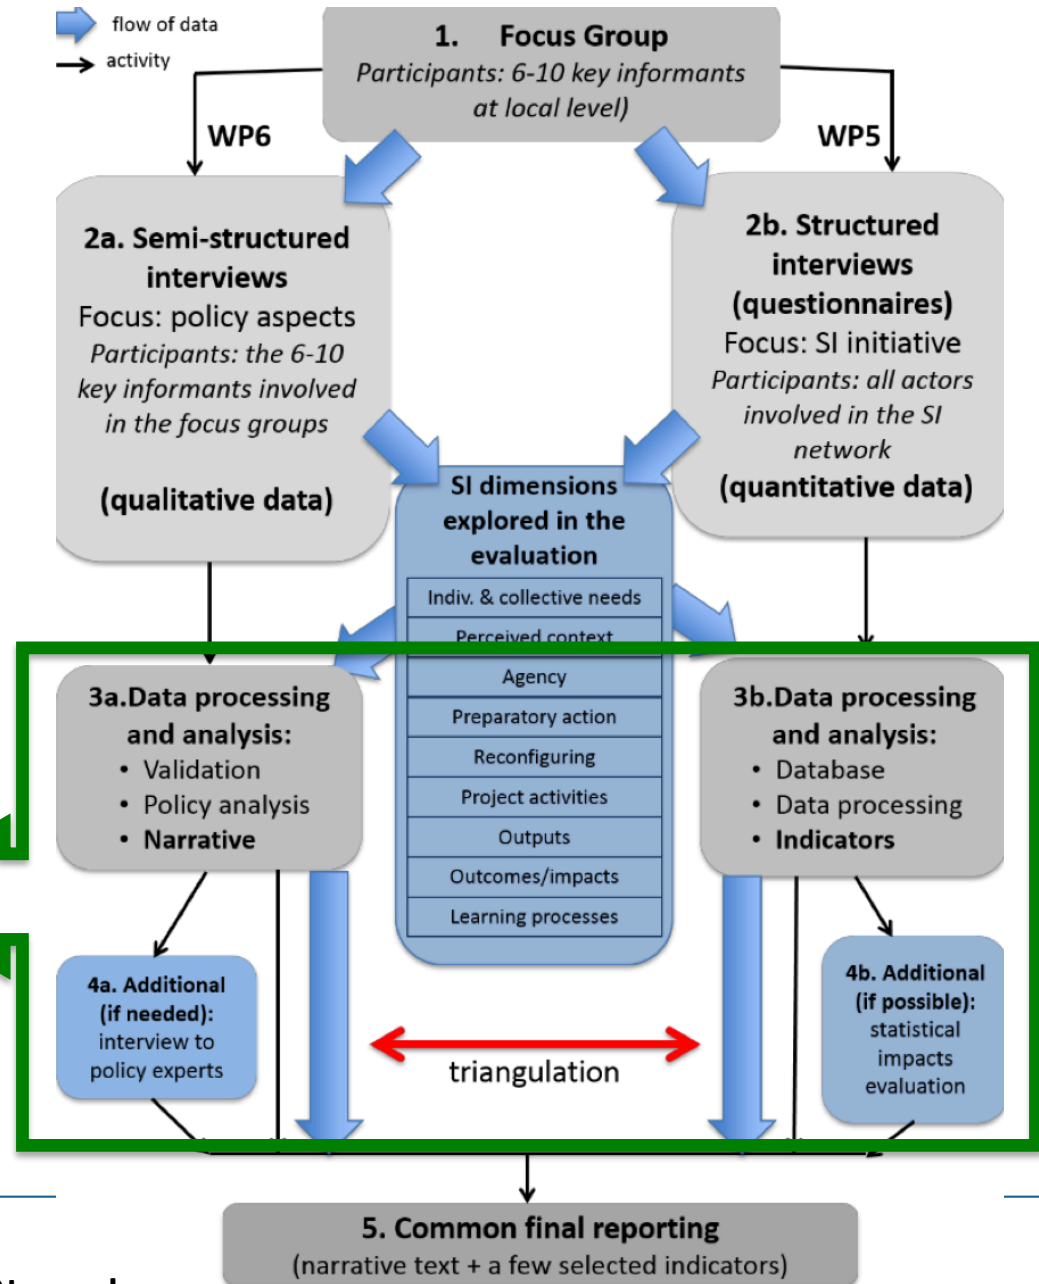 flow of data
activity
1. Focus Group
Participants: 6-10 key informants
at local level)
WP6
WP5
2a. Semi-structured
interviews
Focus: policy aspects
Participants: the 6-10
key informants involved
in the focus groups
(qualitative data)
2b. Structured
interviews
(questionnaires)
Focus: SI initiative
Participants: all actors
involved in the SI
network
(quantitative data)
SI dimensions
explored in the
evaluation
Indiv. & collective needs
Perceived context
Agency
Preparatory action
Reconfiguring
Project activities
Outputs
Outcomes/impacts
Learning processes
3a.Data processing
and analysis:
• Validation
• Policy analysis
• Narrative
3b.Data processing
and analysis:
• Database
• Data processing
• Indicators
4a. Additional
(if needed):
interview to
policy experts
triangulation
4b. Additional
(if possible):
statistical
impacts
evaluation
5. Common final reporting
(narrative text + a few selected indicators)